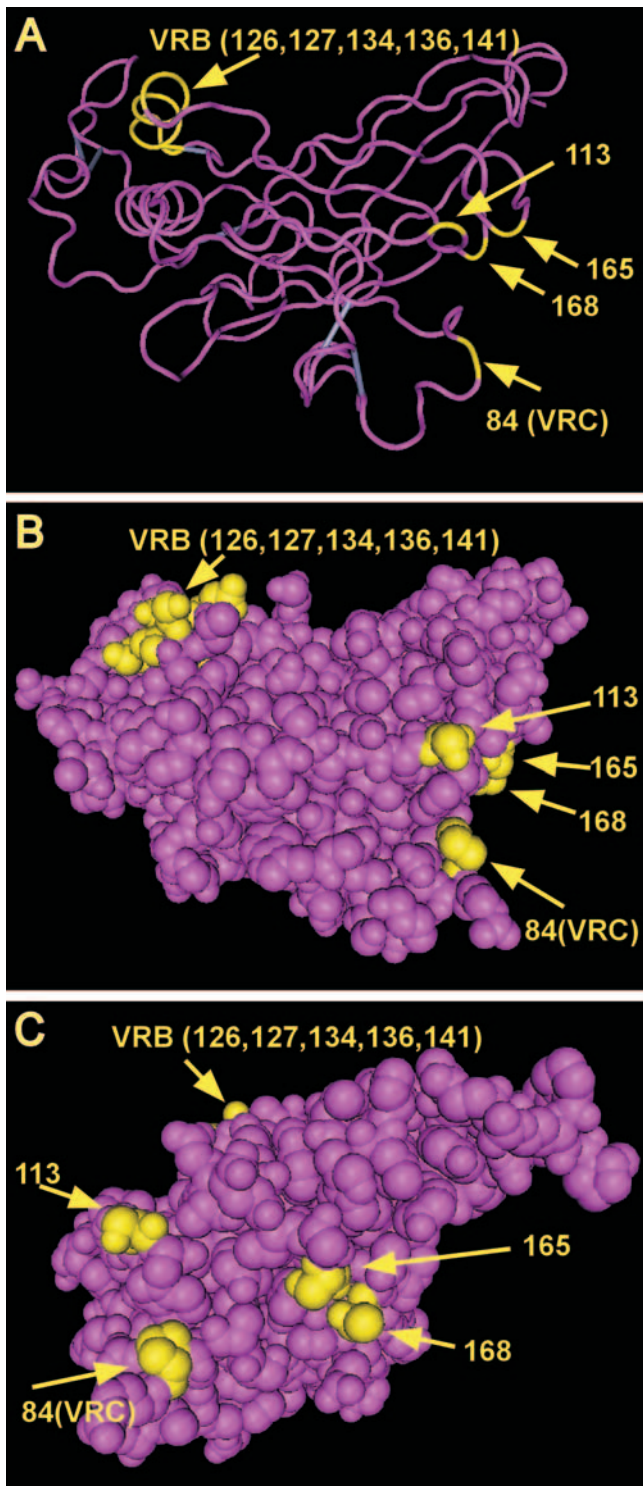 A
VRB (126,127,134,136,141)
113
165
168
84 (VRC)
B
VRB (126,127,134,136,141)
113
165
168
84(VRC)
C
VRB (126,127,134,136,141)
113
165
168
84(VRC)